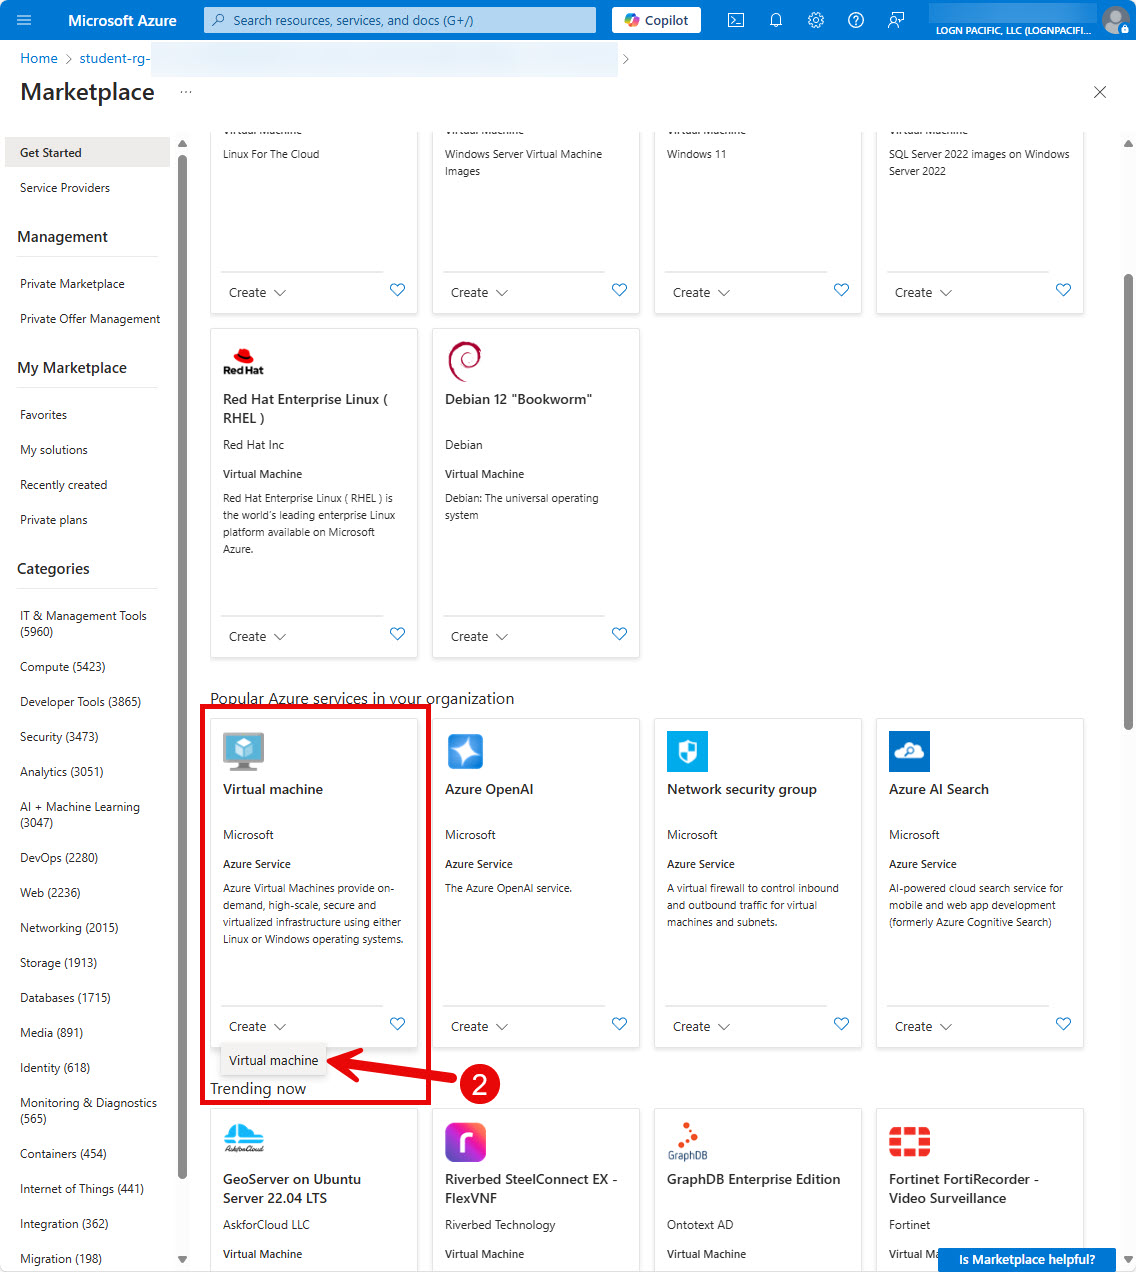 Microsoft Azure
Search resources, services, and docs (G+/)
Copilot
LOGN PACIFIC, LLC (LOGNPACIFI...
Home > student-rg- >
Marketplace ...
Get Started
Service Providers
Management
Private Marketplace
Private Offer Management
My Marketplace
Favorites
My solutions
Recently created
Private plans
Categories
IT & Management Tools
(5960)
Compute (5423)
Developer Tools (3865)
Security (3473)
Analytics (3051)
AI + Machine Learning
(3047)
DevOps (2280)
Web (2236)
Networking (2015)
Storage (1913)
Databases (1715)
Media (891)
Identity (618)
Monitoring & Diagnostics
(565)
Containers (454)
Internet of Things (441)
Integration (362)
Migration (198)
Virtual Machine
Linux For The Cloud
Create
Virtual Machine
Windows Server Virtual Machine
Images
Create
Virtual Machine
Windows 11
Create
Virtual Machine
SQL Server 2022 images on Windows
Server 2022
Create
Red Hat
Red Hat Enterprise Linux (
RHEL )
Red Hat Inc
Virtual Machine
Red Hat Enterprise Linux ( RHEL ) is
the world's leading enterprise Linux
platform available on Microsoft
Azure.
Create
Debian 12 "Bookworm"
Debian
Virtual Machine
Debian: The universal operating
system
Create
Popular Azure services in your organization
Virtual machine
Microsoft
Azure Service
Azure Virtual Machines provide on-
demand, high-scale, secure and
virtualized infrastructure using either
Linux or Windows operating systems.
Create
Virtual machine
2
Azure OpenAI
Microsoft
Azure Service
The Azure OpenAI service.
Create
Network security group
Microsoft
Azure Service
A virtual firewall to control inbound
and outbound traffic for virtual
machines and subnets.
Create
Azure AI Search
Microsoft
Azure Service
AI-powered cloud search service for
mobile and web app development
(formerly Azure Cognitive Search)
Create
Trending now
AskforCloud
GeoServer on Ubuntu
Server 22.04 LTS
AskforCloud LLC
Virtual Machine
r
Riverbed SteelConnect EX -
FlexVNF
Riverbed Technology
Virtual Machine
GraphDB
GraphDB Enterprise Edition
Ontotext AD
Virtual Machine
Fortinet FortiRecorder -
Video Surveillance
Fortinet
Virtual Ma
Is Marketplace helpful?